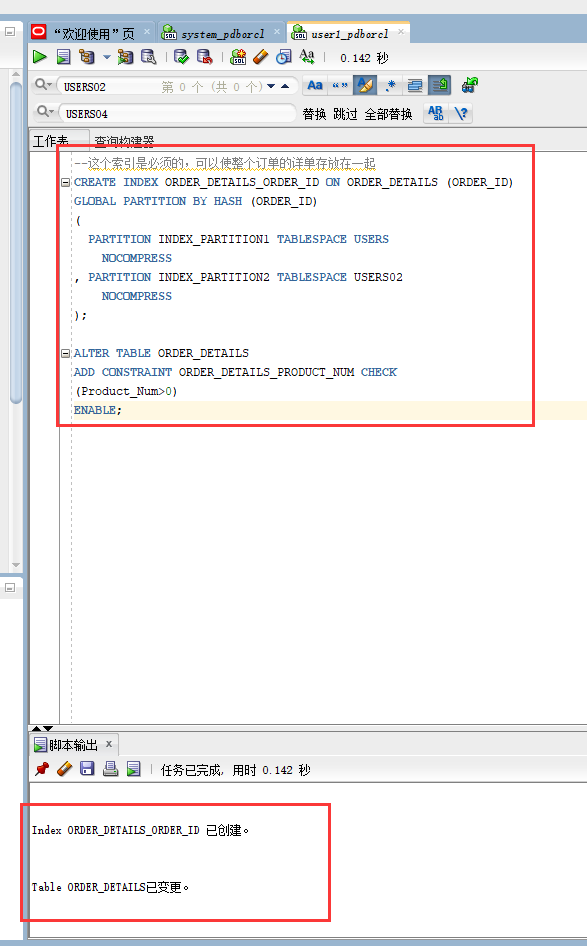 “欢迎使用”页 system_pdborcl user1_pdborcl
0.142 秒
USERS02 第 0 个 (共 0 个) Aa “” .*
USERS04 替换 跳过 全部替换 AB ab \?
工作表 查询构建器
--这个索引是必须的，可以使整个订单的详单存放在一起
CREATE INDEX ORDER_DETAILS_ORDER_ID ON ORDER_DETAILS (ORDER_ID)
GLOBAL PARTITION BY HASH (ORDER_ID)
(
PARTITION INDEX_PARTITION1 TABLESPACE USERS
NOCOMPRESS
, PARTITION INDEX_PARTITION2 TABLESPACE USERS02
NOCOMPRESS
);
ALTER TABLE ORDER_DETAILS
ADD CONSTRAINT ORDER_DETAILS_PRODUCT_NUM CHECK
(Product_Num>0)
ENABLE;
脚本输出 x
任务已完成, 用时 0.142 秒
Index ORDER_DETAILS_ORDER_ID 已创建。
Table ORDER_DETAILS已变更。